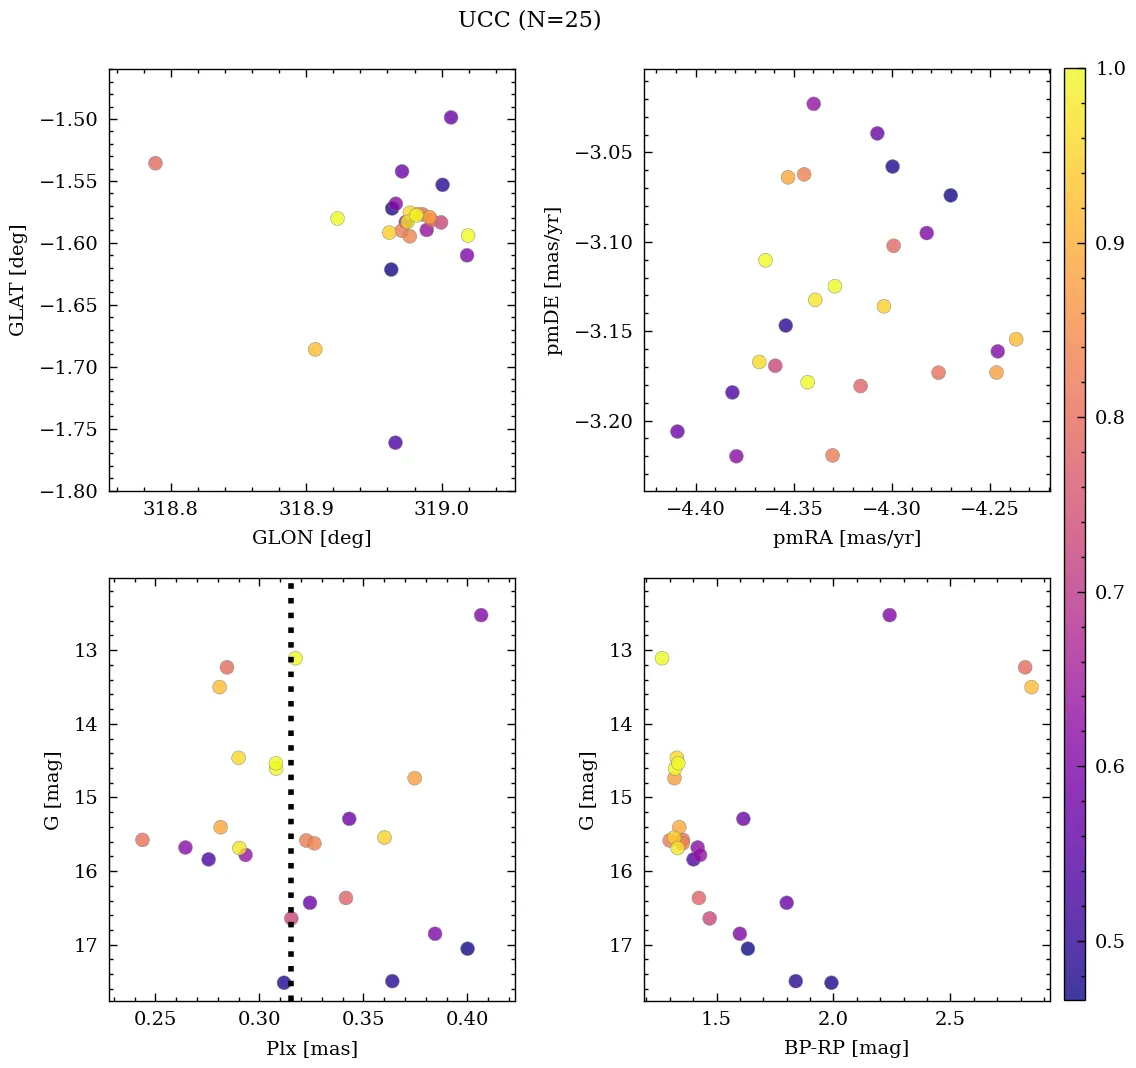 UCC (N=25)
−1.50
−1.55
−1.60
−1.65
−1.70
−1.75
−1.80
GLAT [deg]
318.8 318.9 319.0
GLON [deg]
−3.05
−3.10
−3.15
−3.20
pmDE [mas/yr]
−4.40 −4.35 −4.30 −4.25
pmRA [mas/yr]
13
14
15
16
17
G [mag]
0.25 0.30 0.35 0.40
Plx [mas]
13
14
15
16
17
G [mag]
1.5 2.0 2.5
BP-RP [mag]
1.0
0.9
0.8
0.7
0.6
0.5